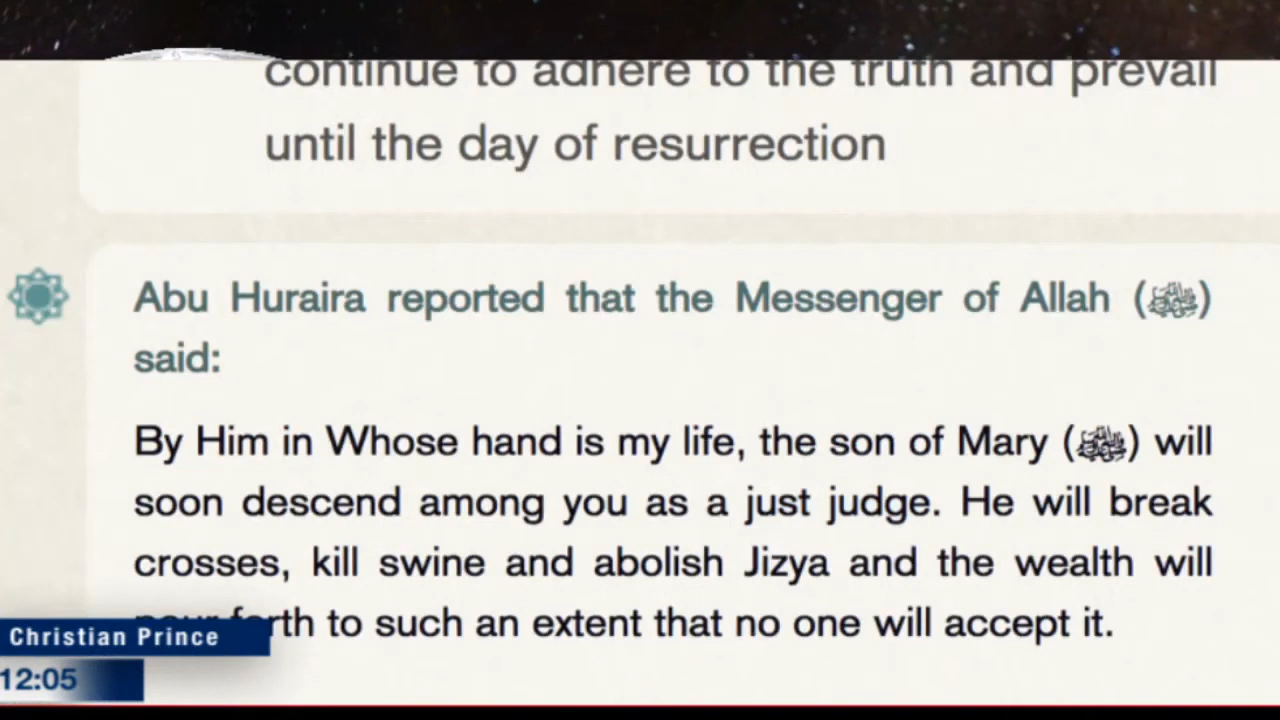 continue to adhere to the truth and prevail
until the day of resurrection
Abu Huraira reported that the Messenger of Allah (ﷺ)
said:
By Him in Whose hand is my life, the son of Mary (ﷺ) will
soon descend among you as a just judge. He will break
crosses, kill swine and abolish Jizya and the wealth will
forth to such an extent that no one will accept it.
Christian Prince
12:05